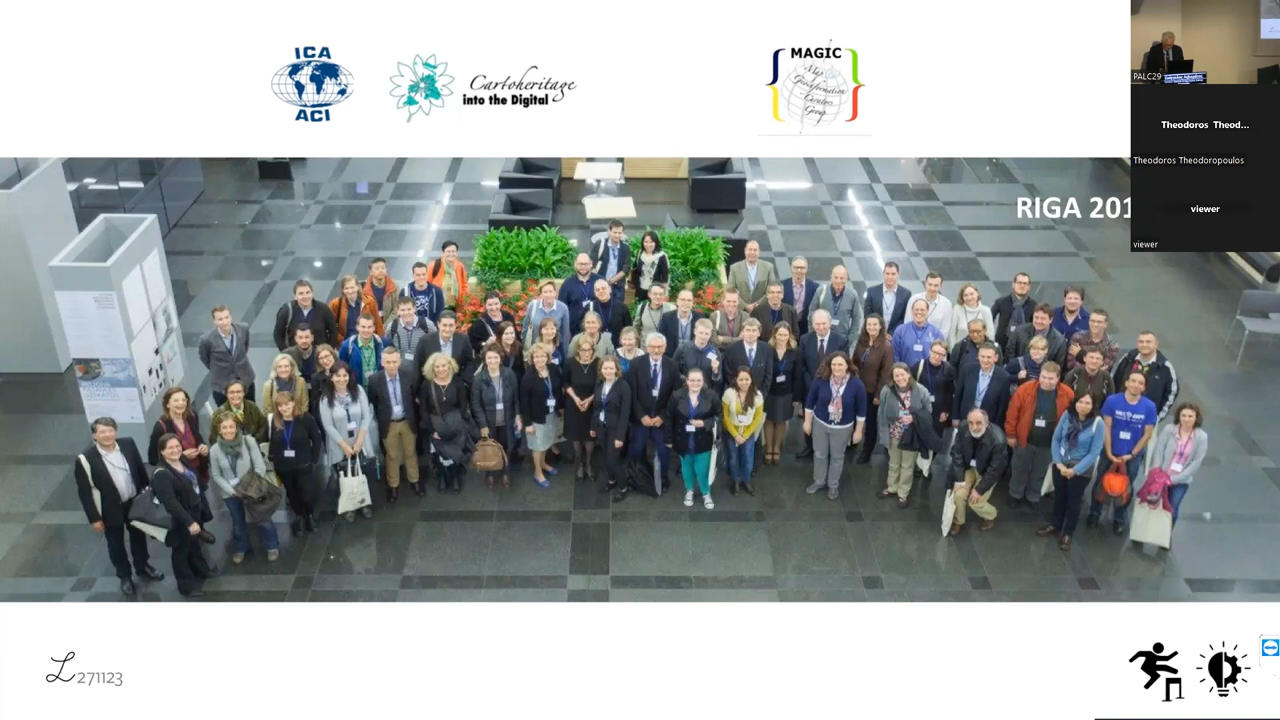 ICA
ACI
Cartoheritage
into the Digital
MAGIC
Map
Geoinformation
Curators
Group
RIGA 201
PALC29
Theodoros Theod...
Theodoros Theodoropoulos
viewer
viewer
L271123